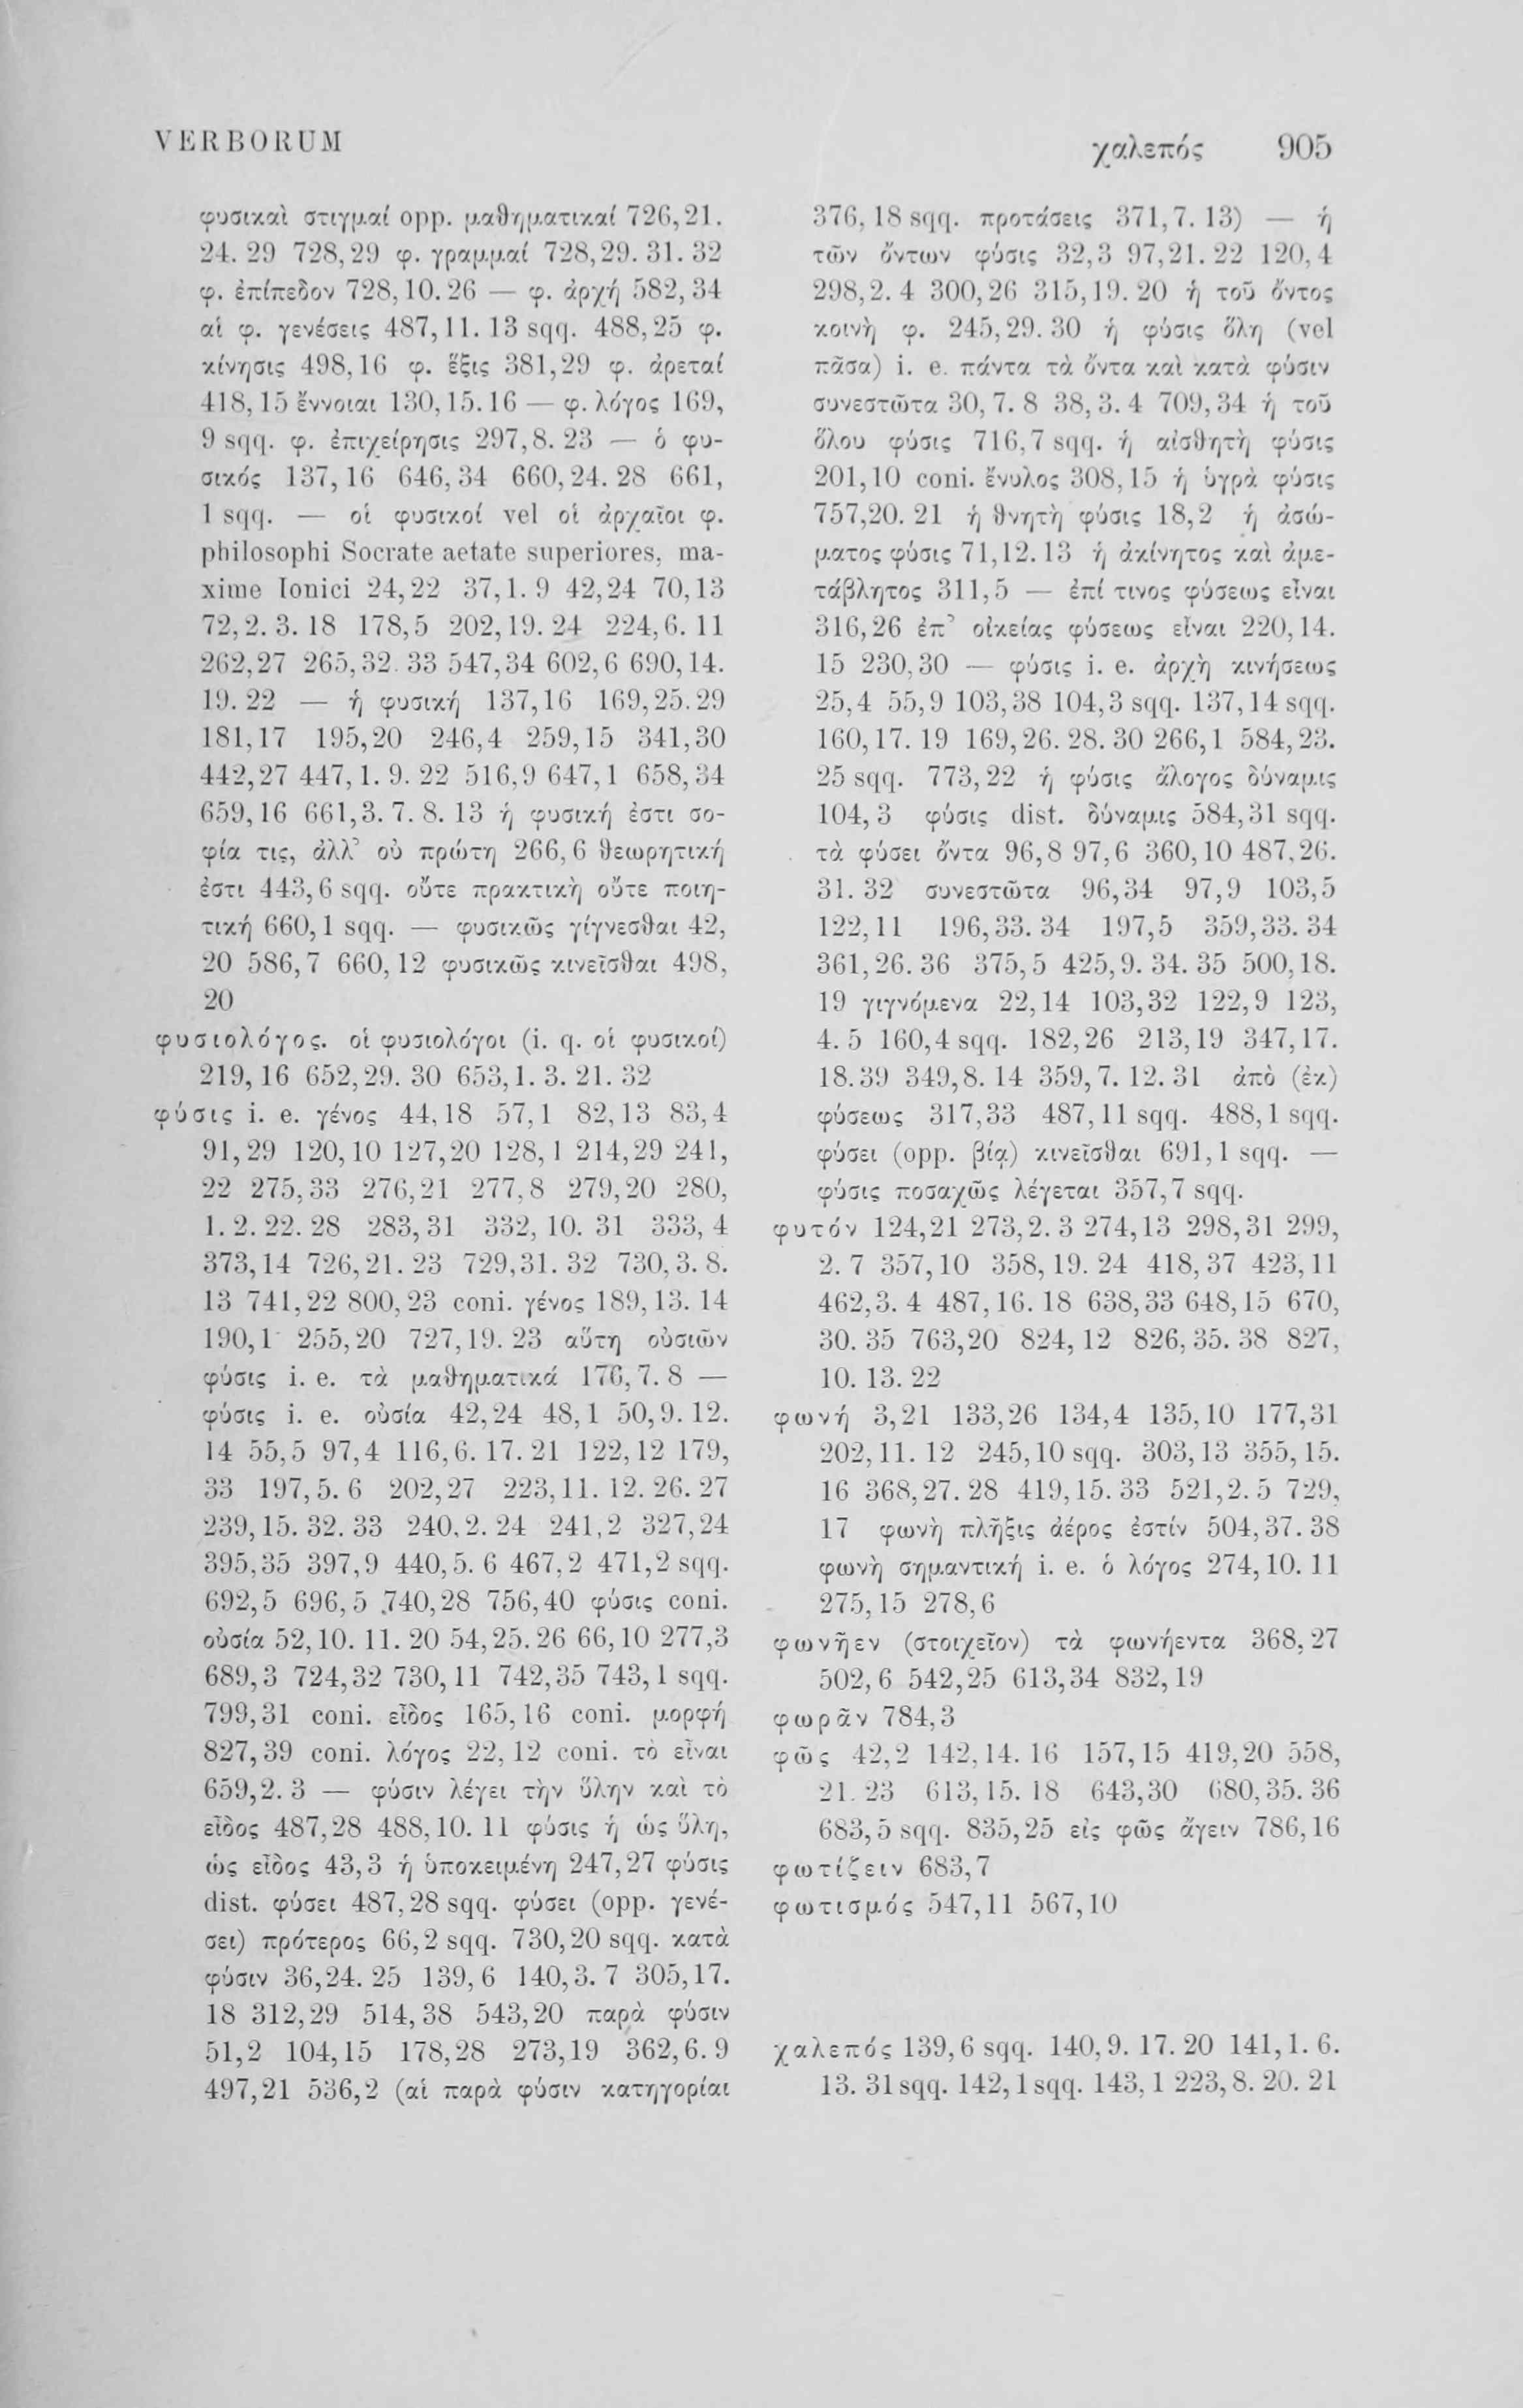 VERBORUM
χαλεπός 905
φυσικαὶ στιγμαί opp. μαθηματικαί 726,21.
24. 29 728,29 φ. γραμμαί 728,29. 31. 32
φ. ἐπίπεδον 728,10. 26 — φ. ἀρχή 582,34
αἱ φ. γενέσεις 487,11. 13 sqq. 488,25 φ.
κίνησις 498,16 φ. ἕξις 381,29 φ. ἀρεταί
418,15 ἔννοιαι 130,15. 16 — φ. λόγος 169,
9 sqq. φ. ἐπιχείρησις 297,8. 23 — ὁ φυ-
σικός 137,16 646,34 660,24. 28 661,
1 sqq. — οἱ φυσικοί vel οἱ ἀρχαῖοι φ.
philosophi Socrate aetate superiores, ma-
xime Ionici 24,22 37,1. 9 42,24 70,13
72,2. 3. 18 178,5 202,19. 24 224,6. 11
262,27 265,32. 33 547,34 602,6 690,14.
19. 22 — ἡ φυσική 137,16 169,25. 29
181,17 195,20 246,4 259,15 341,30
442,27 447,1. 9. 22 516,9 647,1 658,34
659,16 661,3. 7. 8. 13 ἡ φυσική ἐστι σο-
φία τις, ἀλλ’ οὐ πρώτη 266,6 θεωρητική
ἐστι 443,6 sqq. οὔτε πρακτικὴ οὔτε ποιη-
τική 660,1 sqq. — φυσικῶς γίγνεσθαι 42,
20 586,7 660,12 φυσικῶς κινεῖσθαι 498,
20
φυσιολόγος. οἱ φυσιολόγοι (i. q. οἱ φυσικοί)
219,16 652,29. 30 653,1. 3. 21. 32
φύσις i. e. γένος 44,18 57,1 82,13 83,4
91,29 120,10 127,20 128,1 214,29 241,
22 275,33 276,21 277,8 279,20 280,
1. 2. 22. 28 283,31 332,10. 31 333,4
373,14 726,21. 23 729,31. 32 730,3. 8.
13 741,22 800,23 coni. γένος 189,13. 14
190,1 255,20 727,19. 23 αὕτη οὐσιῶν
φύσις i. e. τὰ μαθηματικά 176,7. 8 —
φύσις i. e. οὐσία 42,24 48,1 50,9. 12.
14 55,5 97,4 116,6. 17. 21 122,12 179,
33 197,5. 6 202,27 223,11. 12. 26. 27
239,15. 32. 33 240,2. 24 241,2 327,24
395,35 397,9 440,5. 6 467,2 471,2 sqq.
692,5 696,5 740,28 756,40 φύσις coni.
οὐσία 52,10. 11. 20 54,25. 26 66,10 277,3
689,3 724,32 730,11 742,35 743,1 sqq.
799,31 coni. εἶδος 165,16 coni. μορφή
827,39 coni. λόγος 22,12 coni. τὸ εἶναι
659,2. 3 — φύσιν λέγει τὴν ὕλην καὶ τὸ
εἶδος 487,28 488,10. 11 φύσις ἡ ὡς ὕλη,
ὡς εἶδος 43,3 ἡ ὑποκειμένη 247,27 φύσις
dist. φύσει 487,28 sqq. φύσει (opp. γενέ-
σει) πρότερος 66,2 sqq. 730,20 sqq. κατὰ
φύσιν 36,24. 25 139,6 140,3. 7 305,17.
18 312,29 514,38 543,20 παρὰ φύσιν
51,2 104,15 178,28 273,19 362,6. 9
497,21 536,2 (αἱ παρὰ φύσιν κατηγορίαι
376,18 sqq. προτάσεις 371,7. 13) — ἡ
τῶν ὄντων φύσις 32,3 97,21. 22 120,4
298,2. 4 300,26 315,19. 20 ἡ τοῦ ὄντος
κοινὴ φ. 245,29. 30 ἡ φύσις ὅλη (vel
πᾶσα) i. e. πάντα τὰ ὄντα καὶ κατὰ φύσιν
συνεστῶτα 30,7. 8 38,3. 4 709,34 ἡ τοῦ
ὅλου φύσις 716,7 sqq. ἡ αἰσθητὴ φύσις
201,10 coni. ἔνυλος 308,15 ἡ ὑγρὰ φύσις
757,20. 21 ἡ θνητὴ φύσις 18,2 ἡ ἀσώ-
ματος φύσις 71,12. 13 ἡ ἀκίνητος καὶ ἀμε-
τάβλητος 311,5 — ἐπί τινος φύσεως εἶναι
316,26 ἐπ’ οἰκείας φύσεως εἶναι 220,14.
15 230,30 — φύσις i. e. ἀρχὴ κινήσεως
25,4 55,9 103,38 104,3 sqq. 137,14 sqq.
160,17. 19 169,26. 28. 30 266,1 584,23.
25 sqq. 773,22 ἡ φύσις ἄλογος δύναμις
104,3 φύσις dist. δύναμις 584,31 sqq.
τὰ φύσει ὄντα 96,8 97,6 360,10 487,26.
31. 32 συνεστῶτα 96,34 97,9 103,5
122,11 196,33. 34 197,5 359,33. 34
361,26. 36 375,5 425,9. 34. 35 500,18.
19 γιγνόμενα 22,14 103,32 122,9 123,
4. 5 160,4 sqq. 182,26 213,19 347,17.
18. 39 349,8. 14 359,7. 12. 31 ἀπὸ (ἐκ)
φύσεως 317,33 487,11 sqq. 488,1 sqq.
φύσει (opp. βίᾳ) κινεῖσθαι 691,1 sqq. —
φύσις ποσαχῶς λέγεται 357,7 sqq.
φυτόν 124,21 273,2. 3 274,13 298,31 299,
2. 7 357,10 358,19. 24 418,37 423,11
462,3. 4 487,16. 18 638,33 648,15 670,
30. 35 763,20 824,12 826,35. 38 827,
10. 13. 22
φωνή 3,21 133,26 134,4 135,10 177,31
202,11. 12 245,10 sqq. 303,13 355,15.
16 368,27. 28 419,15. 33 521,2. 5 729,
17 φωνὴ πλῆξις ἀέρος ἐστίν 504,37. 38
φωνὴ σημαντική i. e. ὁ λόγος 274,10. 11
275,15 278,6
φωνῆεν (στοιχεῖον) τὰ φωνήεντα 368,27
502,6 542,25 613,34 832,19
φωρᾶν 784,3
φῶς 42,2 142,14. 16 157,15 419,20 558,
21. 23 613,15. 18 643,30 680,35. 36
683,5 sqq. 835,25 εἰς φῶς ἄγειν 786,16
φωτίζειν 683,7
φωτισμός 547,11 567,10
χαλεπός 139,6 sqq. 140,9. 17. 20 141,1. 6.
13. 31 sqq. 142,1 sqq. 143,1 223,8. 20. 21